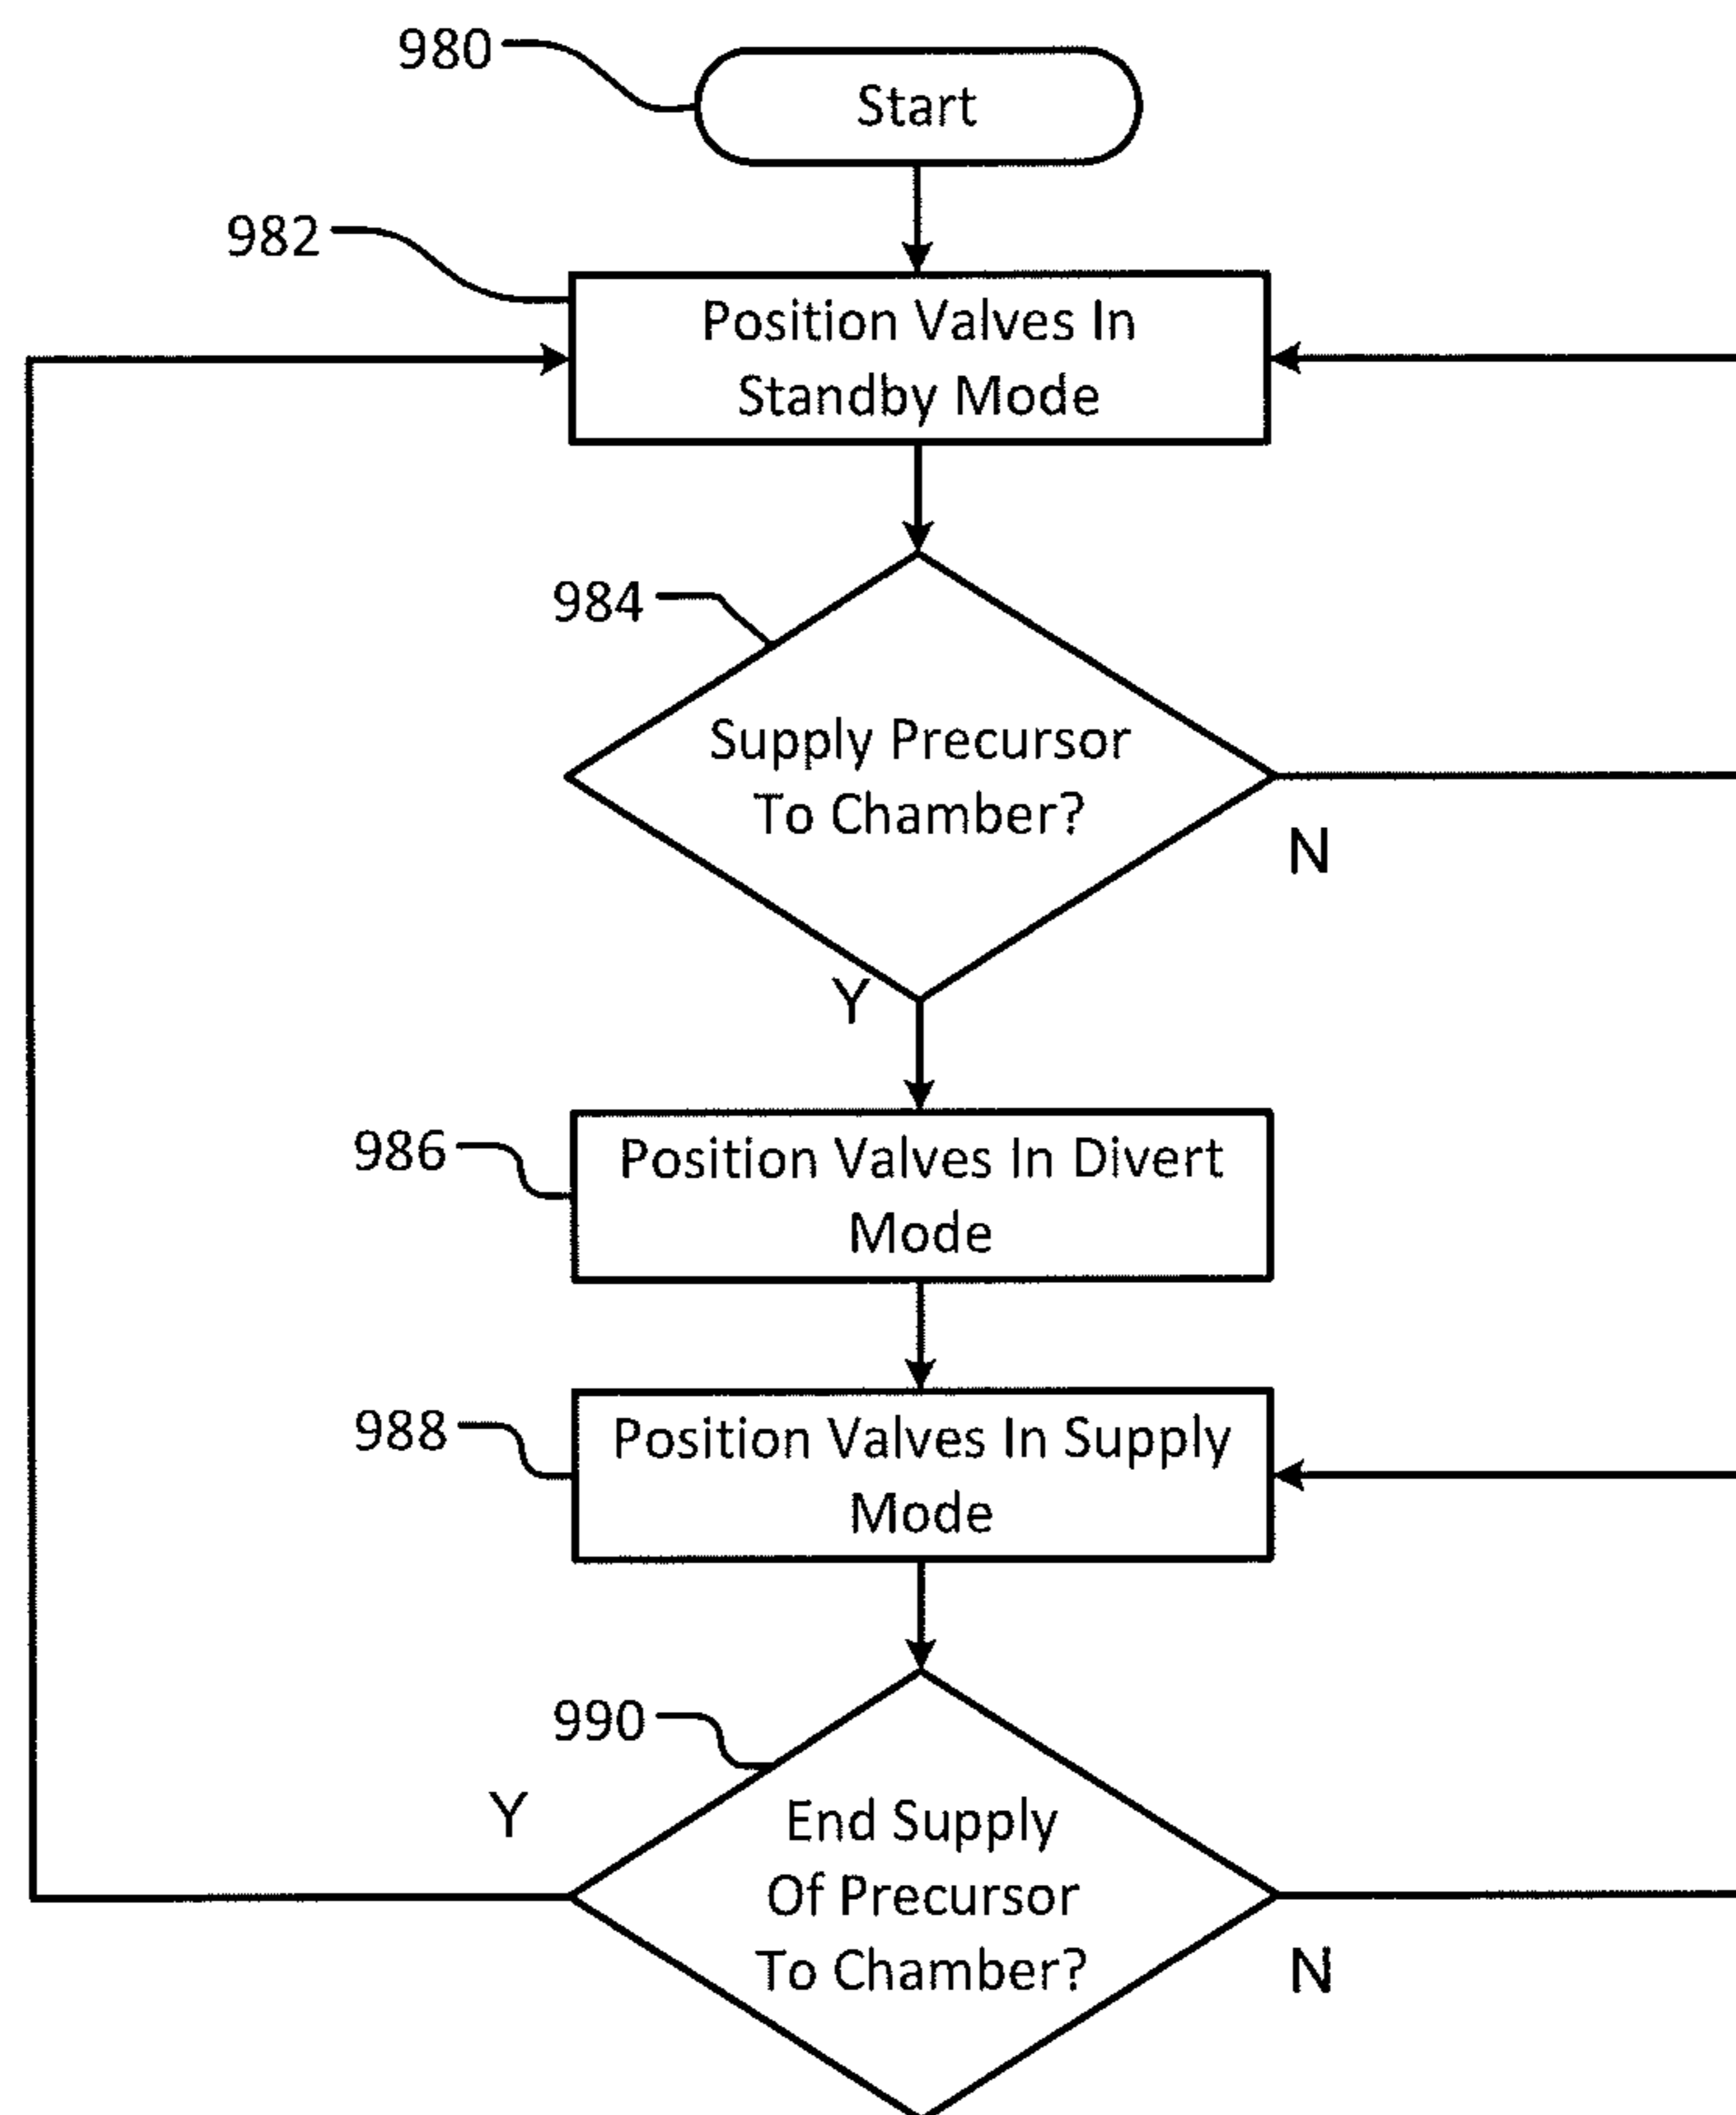 980
Start
982
Position Valves In
Standby Mode
984
Supply Precursor
To Chamber?
N
Y
986
Position Valves In Divert
Mode
988
Position Valves In Supply
Mode
990
Y
End Supply
Of Precursor
To Chamber?
N